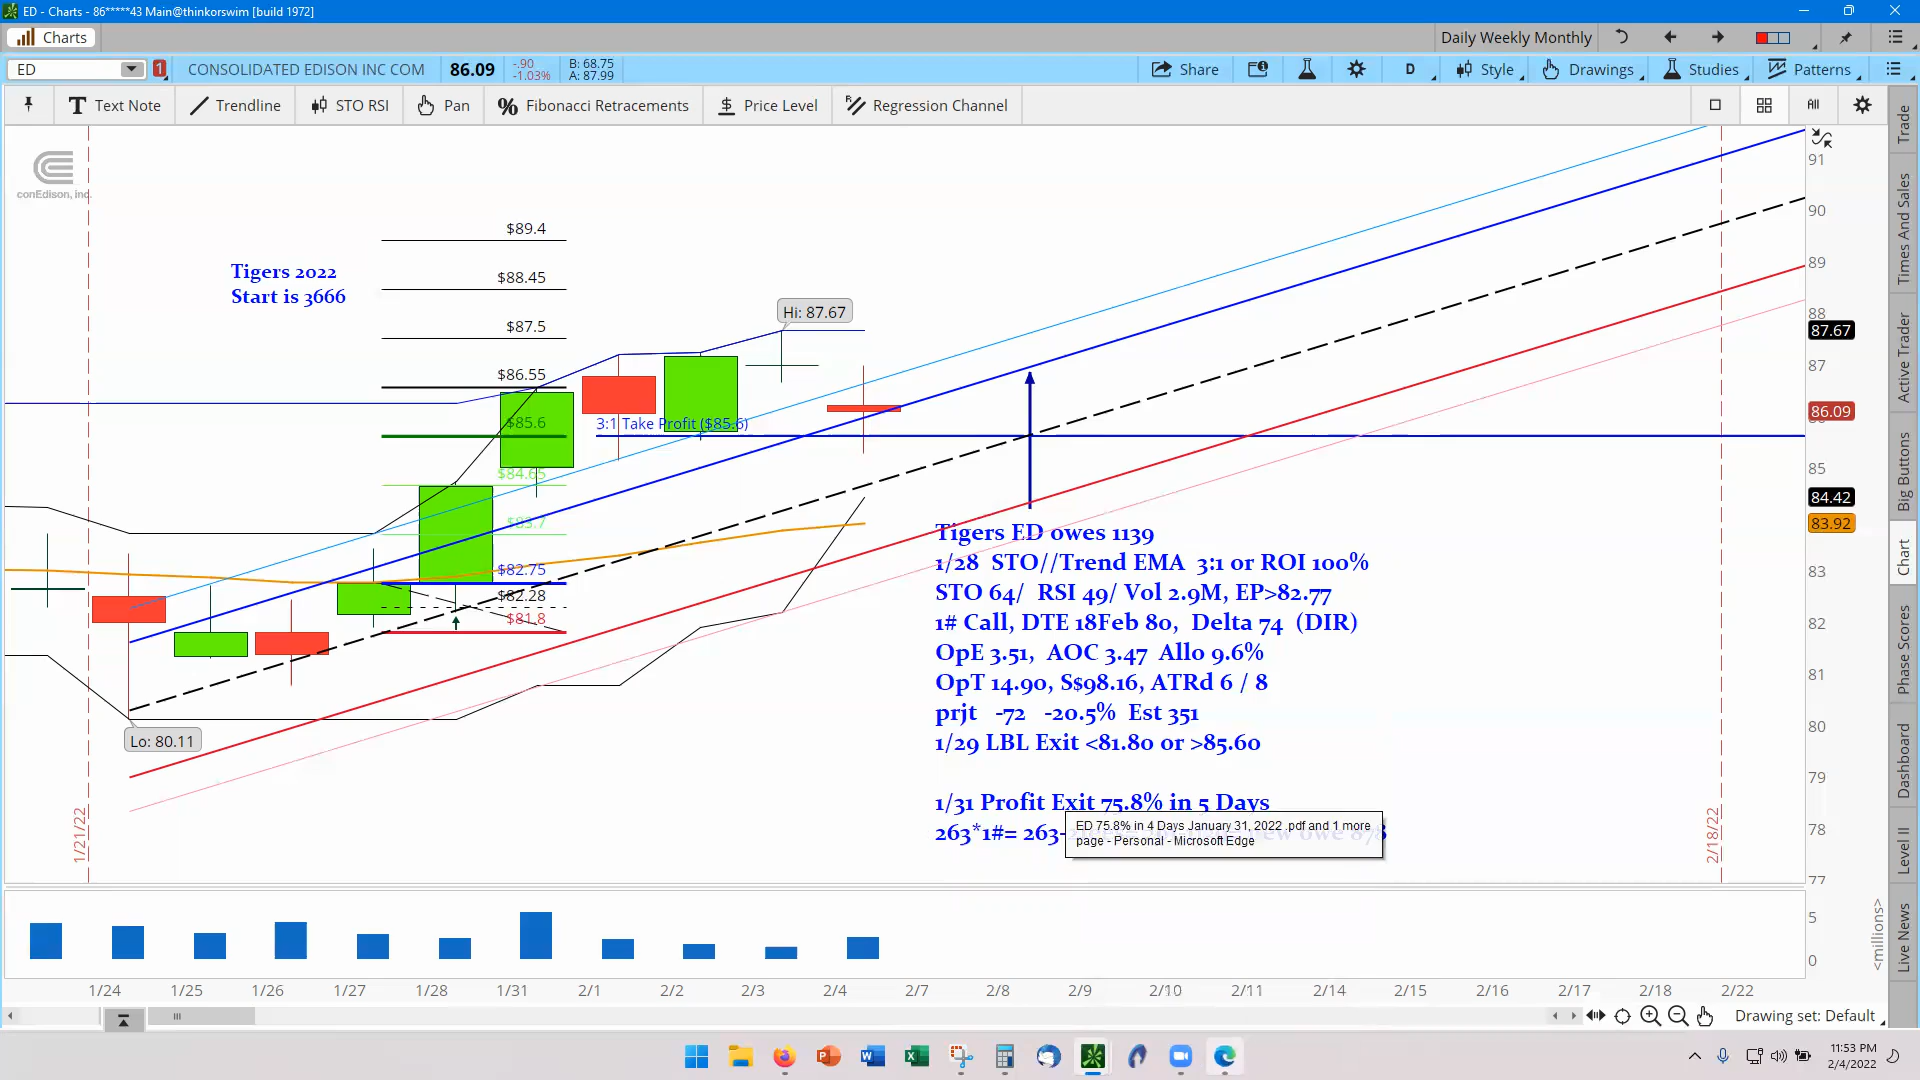 ED - Charts - 86*****43 Main@thinkorswim [build 1972]
Charts
Daily Weekly Monthly
ED
1
CONSOLIDATED EDISON INC COM
86.09
-.90
-1.03%
B: 68.75
A: 87.99
Share
D
Style
Drawings
Studies
Patterns
Text Note
Trendline
STO RSI
Pan
Fibonacci Retracements
Price Level
Regression Channel
All
conEdison, inc.
Tigers 2022
Start is 3666
$89.4
$88.45
$87.5
$86.55
$85.6
$84.65
$83.7
$82.75
$82.28
$81.8
Hi: 87.67
3:1 Take Profit ($85.6)
Lo: 80.11
Tigers ED owes 1139
1/28 STO//Trend EMA 3:1 or ROI 100%
STO 64/ RSI 49/ Vol 2.9M, EP>82.77
1# Call, DTE 18Feb 80, Delta 74 (DIR)
OpE 3.51, AOC 3.47 Allo 9.6%
OpT 14.90, S$98.16, ATRd 6 / 8
prjt -72 -20.5% Est 351
1/29 LBL Exit <81.80 or >85.60
1/31 Profit Exit 75.8% in 5 Days
263*1#= 263-
ED 75.8% in 4 Days January 31, 2022 .pdf and 1 more
page - Personal - Microsoft Edge
1/21/22
2/18/22
91
90
89
88
87.67
87
86.09
85
84.42
83.92
83
82
81
80
79
78
77
5
0
<millions>
Trade
Times And Sales
Active Trader
Big Buttons
Chart
Phase Scores
Dashboard
Level II
Live News
1/24
1/25
1/26
1/27
1/28
1/31
2/1
2/2
2/3
2/4
2/7
2/8
2/9
2/10
2/11
2/14
2/15
2/16
2/17
2/18
2/22
Drawing set: Default
11:53 PM
2/4/2022